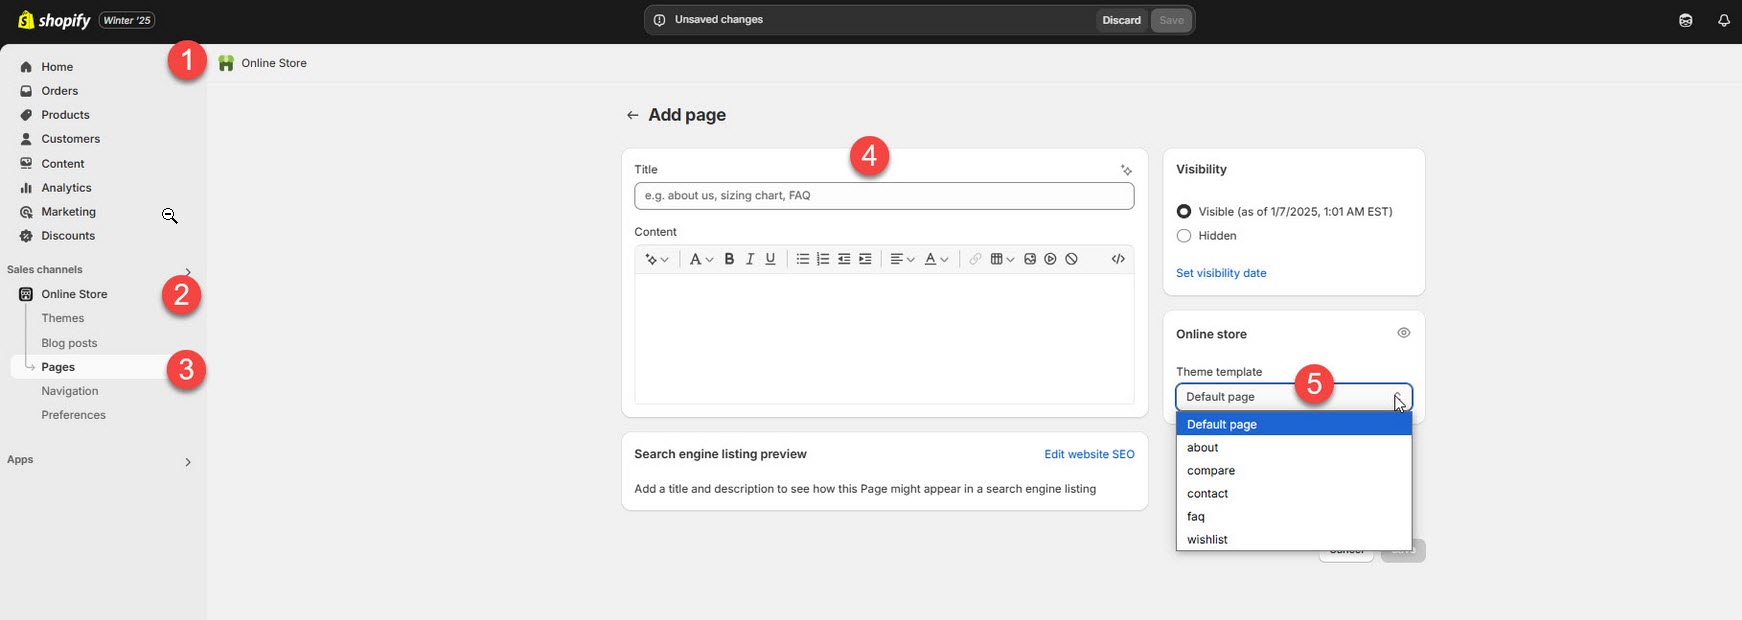 shopify Winter '25
Unsaved changes
Discard
Save
1
Online Store
Home
Orders
Products
Customers
Content
Analytics
Marketing
Discounts
Sales channels
Online Store
2
Themes
Blog posts
Pages
3
Navigation
Preferences
Apps
Add page
4
Title
e.g. about us, sizing chart, FAQ
Content
A B I U A </>
Search engine listing preview
Edit website SEO
Add a title and description to see how this Page might appear in a search engine listing
Visibility
Visible (as of 1/7/2025, 1:01 AM EST)
Hidden
Set visibility date
Online store
Theme template
5
Default page
Default page
about
compare
contact
faq
wishlist
Cancel
Save